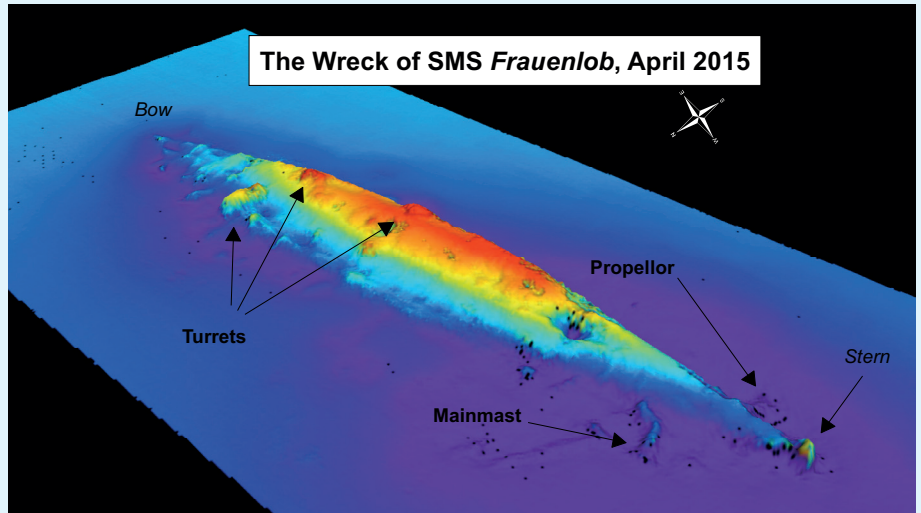 The Wreck of SMS Frauenlob, April 2015
Bow
E
S
N
W
Propellor
Turrets
Stern
Mainmast